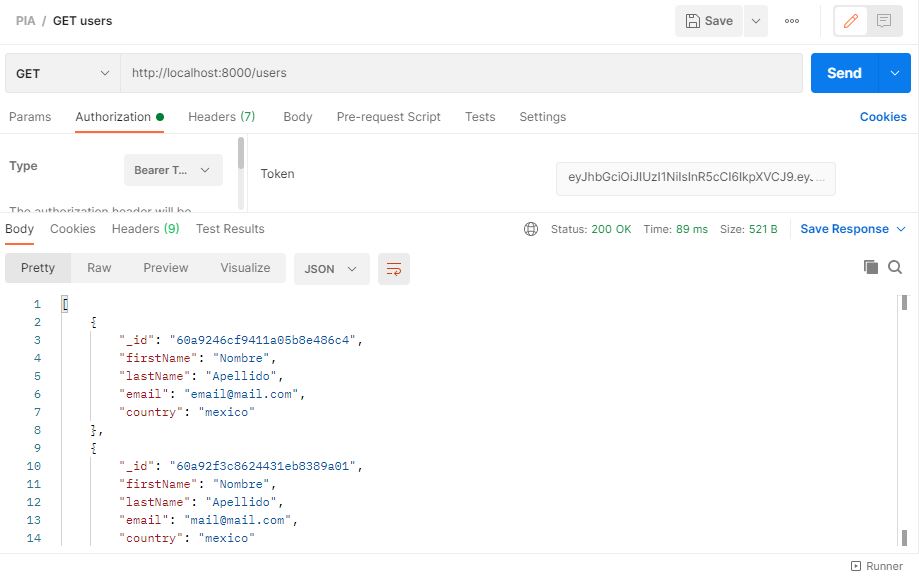 PIA / GET users Save
GET http://localhost:8000/users Send
Params Authorization Headers (7) Body Pre-request Script Tests Settings Cookies
Type Bearer T... Token eyJhbGciOiJIUzI1NiIsInR5cCI6IkpXVCJ9.eyJ...
The authorization header will be
Body Cookies Headers (9) Test Results Status: 200 OK Time: 89 ms Size: 521 B Save Response
Pretty Raw Preview Visualize JSON
1 [
2 {
3 "_id": "60a9246cf9411a05b8e486c4",
4 "firstName": "Nombre",
5 "lastName": "Apellido",
6 "email": "email@mail.com",
7 "country": "mexico"
8 },
9 {
10 "_id": "60a92f3c8624431eb8389a01",
11 "firstName": "Nombre",
12 "lastName": "Apellido",
13 "email": "mail@mail.com",
14 "country": "mexico"
Runner